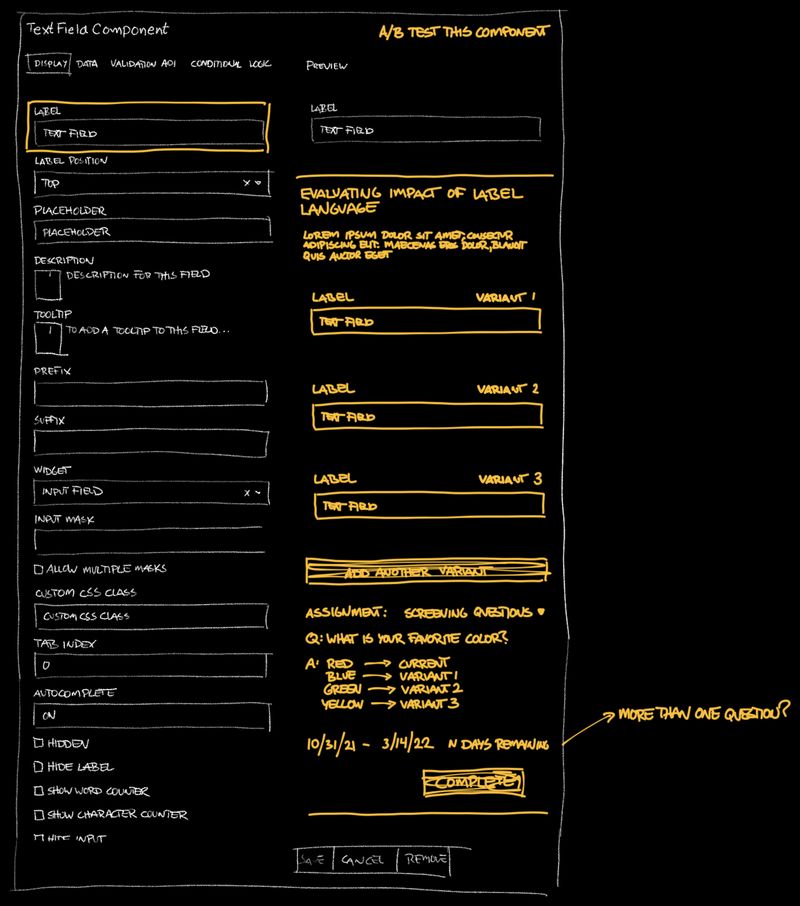 Text Field Component
A/B TEST THIS COMPONENT
DISPLAY DATA VALIDATION API CONDITIONAL LOGIC
LABEL
TEXT FIELD
LABEL POSITION
TOP
PLACEHOLDER
PLACEHOLDER
DESCRIPTION
1 DESCRIPTION FOR THIS FIELD
TOOLTIP
1 TO ADD A TOOLTIP TO THIS FIELD...
PREFIX
SUFFIX
WIDGET
INPUT FIELD
INPUT MASK
ALLOW MULTIPLE MASKS
CUSTOM CSS CLASS
CUSTOM CSS CLASS
TAB INDEX
0
AUTOCOMPLETE
ON
HIDDEN
HIDE LABEL
SHOW WORD COUNTER
SHOW CHARACTER COUNTER
HIDE INPUT
PREVIEW
LABEL
TEXT FIELD
EVALUATING IMPACT OF LABEL
LANGUAGE
LOREM IPSUM DOLOR SIT AMET, CONSECTUR
ADIPISCING ELIT. MAECENAS EROS DOLOR, BLANDIT
QUIS AUCTOR EGET
LABEL VARIANT 1
TEXT FIELD
LABEL VARIANT 2
TEXT FIELD
LABEL VARIANT 3
TEXT FIELD
ADD ANOTHER VARIANT
ASSIGNMENT: SCREENING QUESTIONS
Q: WHAT IS YOUR FAVORITE COLOR?
A: RED → CURRENT
BLUE → VARIANT 1
GREEN → VARIANT 2
YELLOW → VARIANT 3
10/31/21 - 3/14/22 N DAYS REMAINING
MORE THAN ONE QUESTION?
COMPLETE
SAVE CANCEL REMOVE